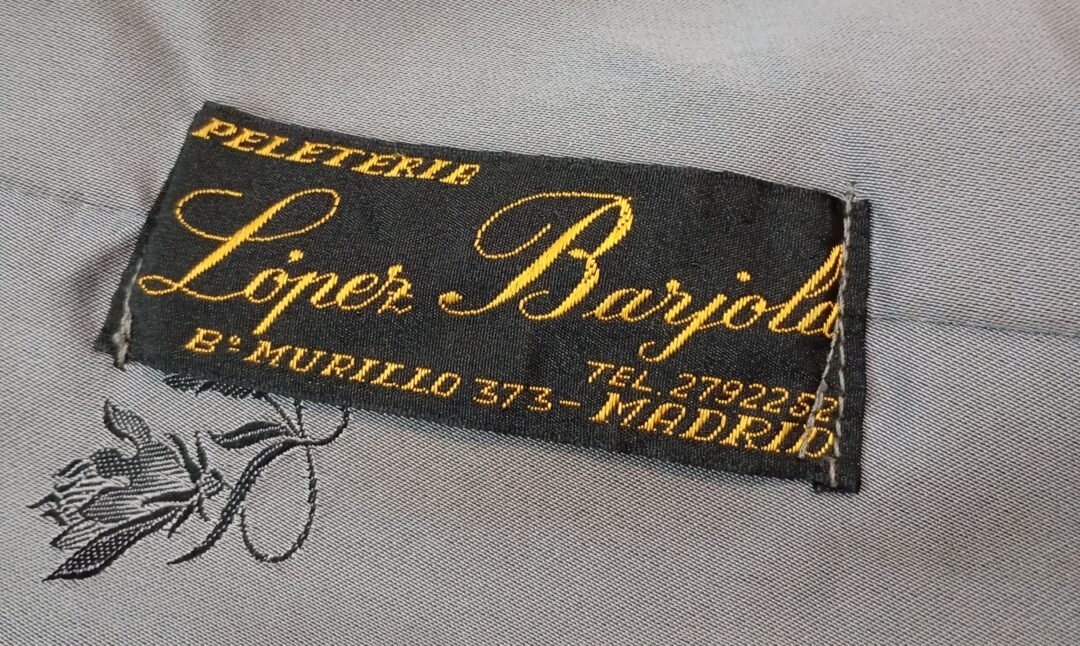 PELETERIA
López Barjola
Bº MURILLO 373 - MADRID
TEL. 2792252